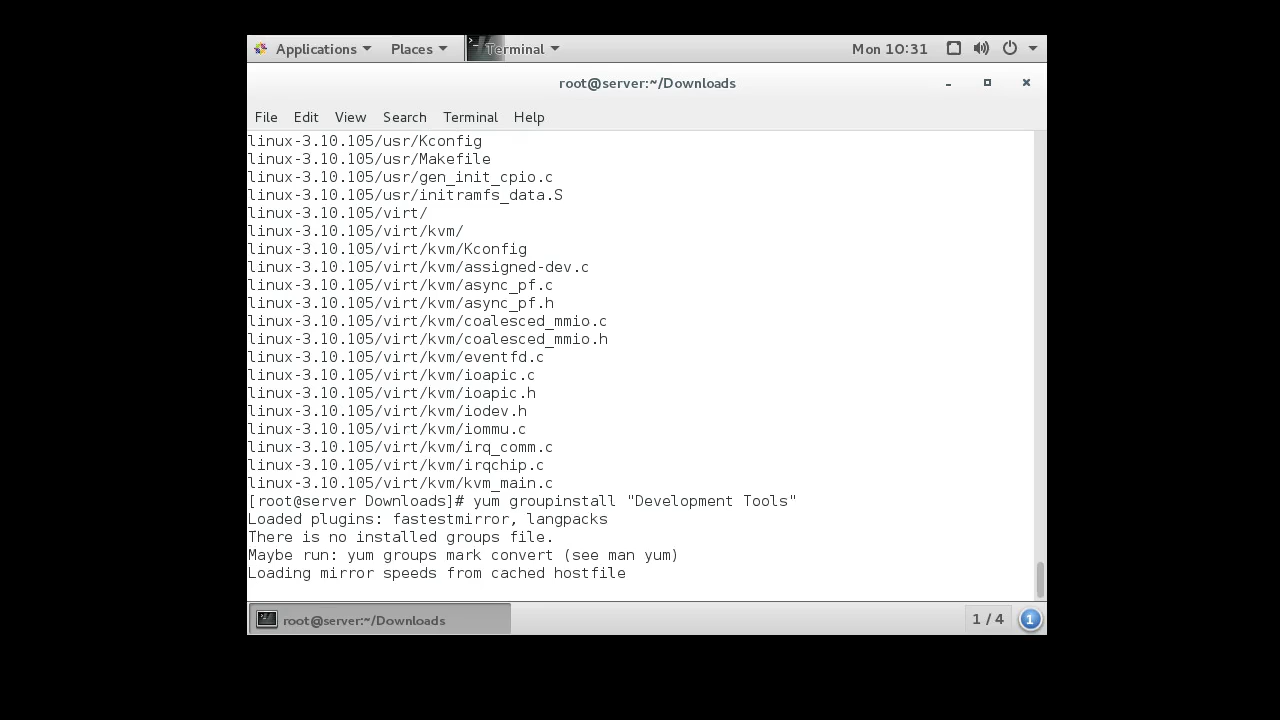 Applications Places Terminal Mon 10:31
root@server:~/Downloads
File Edit View Search Terminal Help
linux-3.10.105/usr/Kconfig
linux-3.10.105/usr/Makefile
linux-3.10.105/usr/gen_init_cpio.c
linux-3.10.105/usr/initramfs_data.S
linux-3.10.105/virt/
linux-3.10.105/virt/kvm/
linux-3.10.105/virt/kvm/Kconfig
linux-3.10.105/virt/kvm/assigned-dev.c
linux-3.10.105/virt/kvm/async_pf.c
linux-3.10.105/virt/kvm/async_pf.h
linux-3.10.105/virt/kvm/coalesced_mmio.c
linux-3.10.105/virt/kvm/coalesced_mmio.h
linux-3.10.105/virt/kvm/eventfd.c
linux-3.10.105/virt/kvm/ioapic.c
linux-3.10.105/virt/kvm/ioapic.h
linux-3.10.105/virt/kvm/iodev.h
linux-3.10.105/virt/kvm/iommu.c
linux-3.10.105/virt/kvm/irq_comm.c
linux-3.10.105/virt/kvm/irqchip.c
linux-3.10.105/virt/kvm/kvm_main.c
[root@server Downloads]# yum groupinstall "Development Tools"
Loaded plugins: fastestmirror, langpacks
There is no installed groups file.
Maybe run: yum groups mark convert (see man yum)
Loading mirror speeds from cached hostfile
root@server:~/Downloads 1 / 4 1